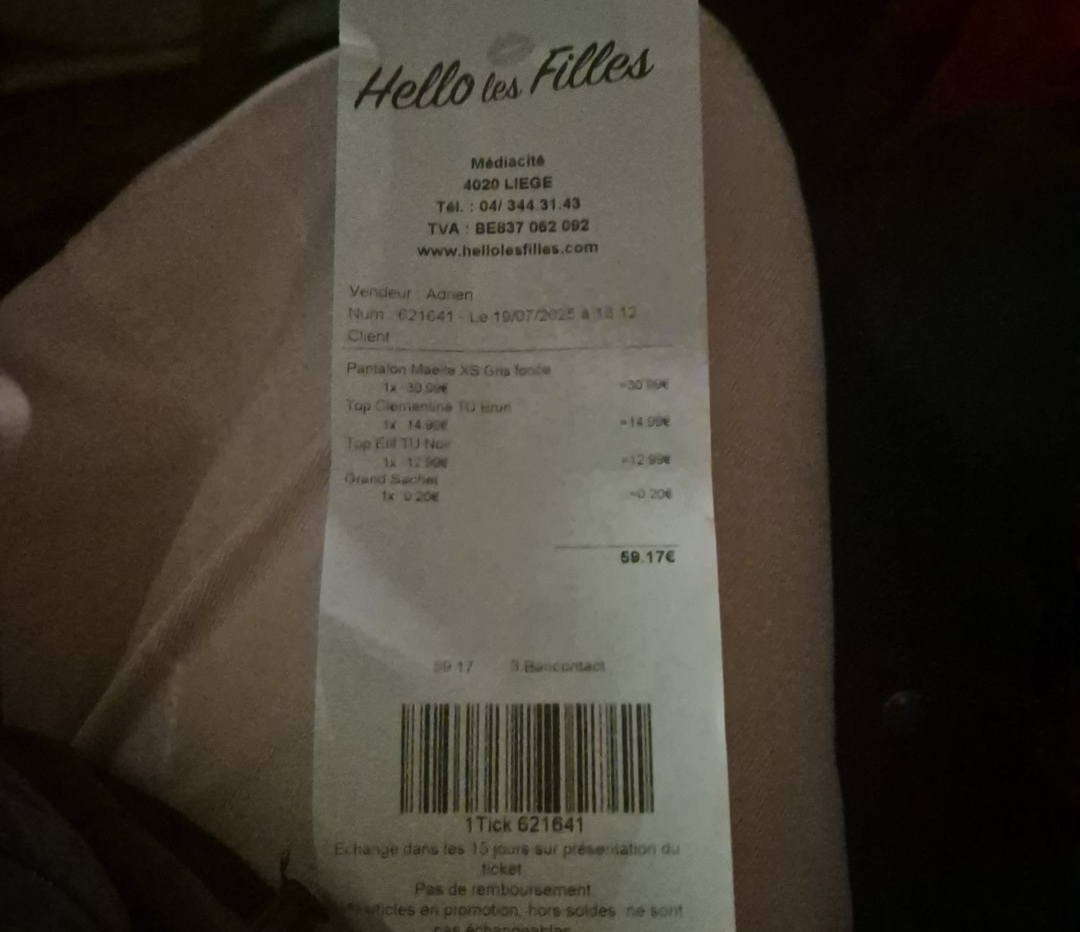 Hello les Filles
Médiacité
4020 LIEGE
Tél. : 04/ 344.31.43
TVA : BE837 062 092
www.hellolesfilles.com
Vendeur : Adrien
Num. 621641 - Le 19/07/2025 à 18:12
Client
Pantalon Maelle XS Gris foncé
1x 30.99€ =30.99€
Top Clementine TU Brun
1x 14.99€ =14.99€
Top Elif TU Noir
1x 12.99€ =12.99€
Grand Sachet
1x 0.20€ =0.20€
59.17€
59.17 3.Bancontact
1Tick 621641
Echange dans les 15 jours sur présentation du
ticket
Pas de remboursement
articles en promotion, hors soldes ne sont
pas échangeables